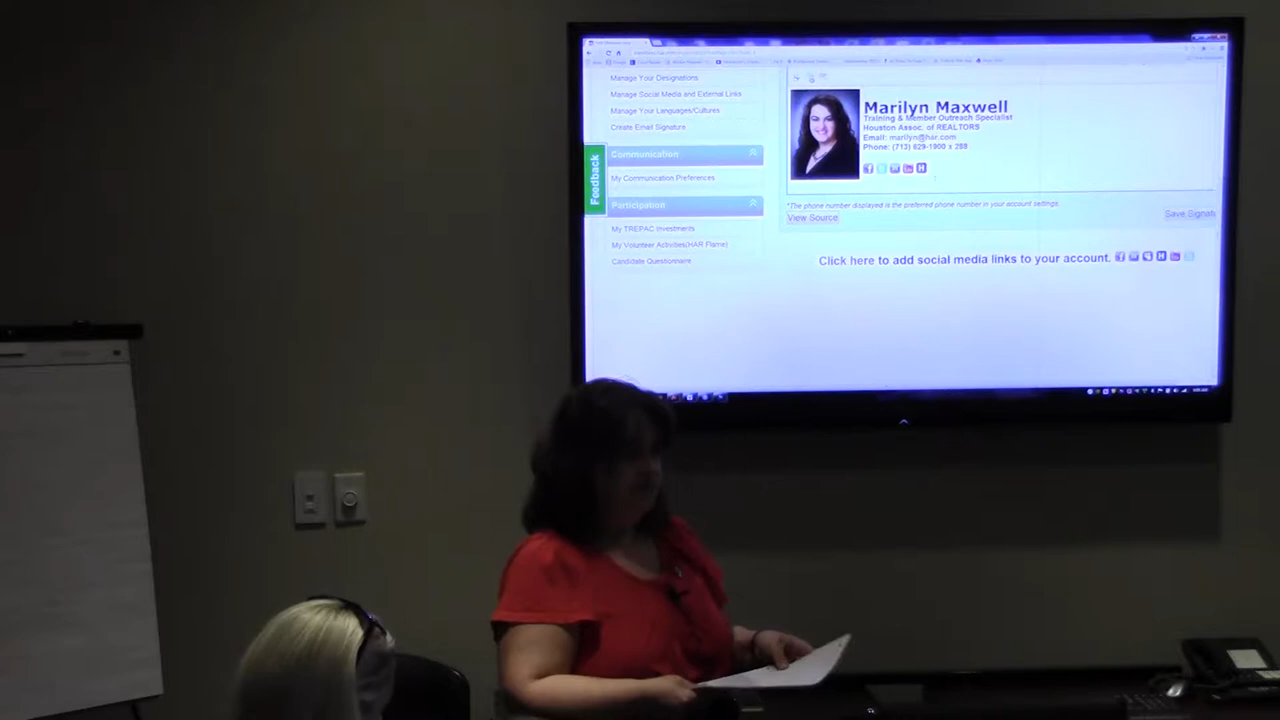 Manage Your Designations
Manage Social Media and External Links
Manage Your Languages/Cultures
Create Email Signature
Feedback
Communication
My Communication Preferences
Participation
My TREPAC Investments
My Volunteer Activities(HAR Flame)
Candidate Questionnaire
Marilyn Maxwell
Training & Member Outreach Specialist
Houston Assoc. of REALTORS
Email: marilyn@har.com
Phone: (713) 629-1900 x 288
*The phone number displayed is the preferred phone number in your account settings.
View Source
Save Signatu
Click here to add social media links to your account.